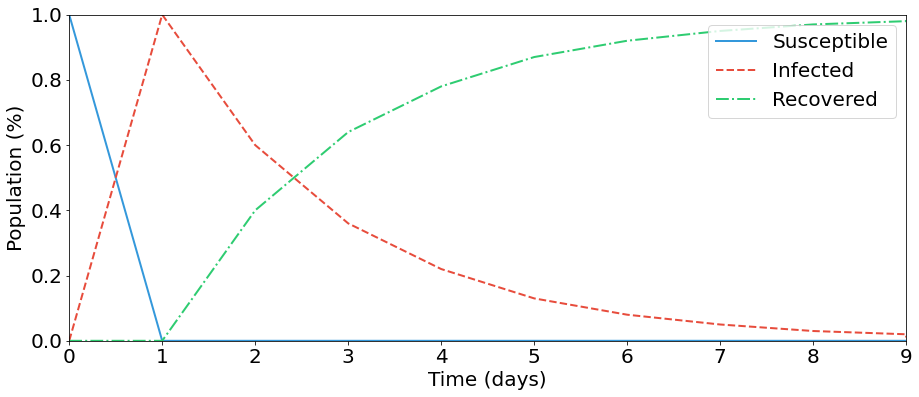 1.0
0.8
0.6
0.4
0.2
0.0
Population (%)
Susceptible
Infected
Recovered
0 1 2 3 4 5 6 7 8 9
Time (days)